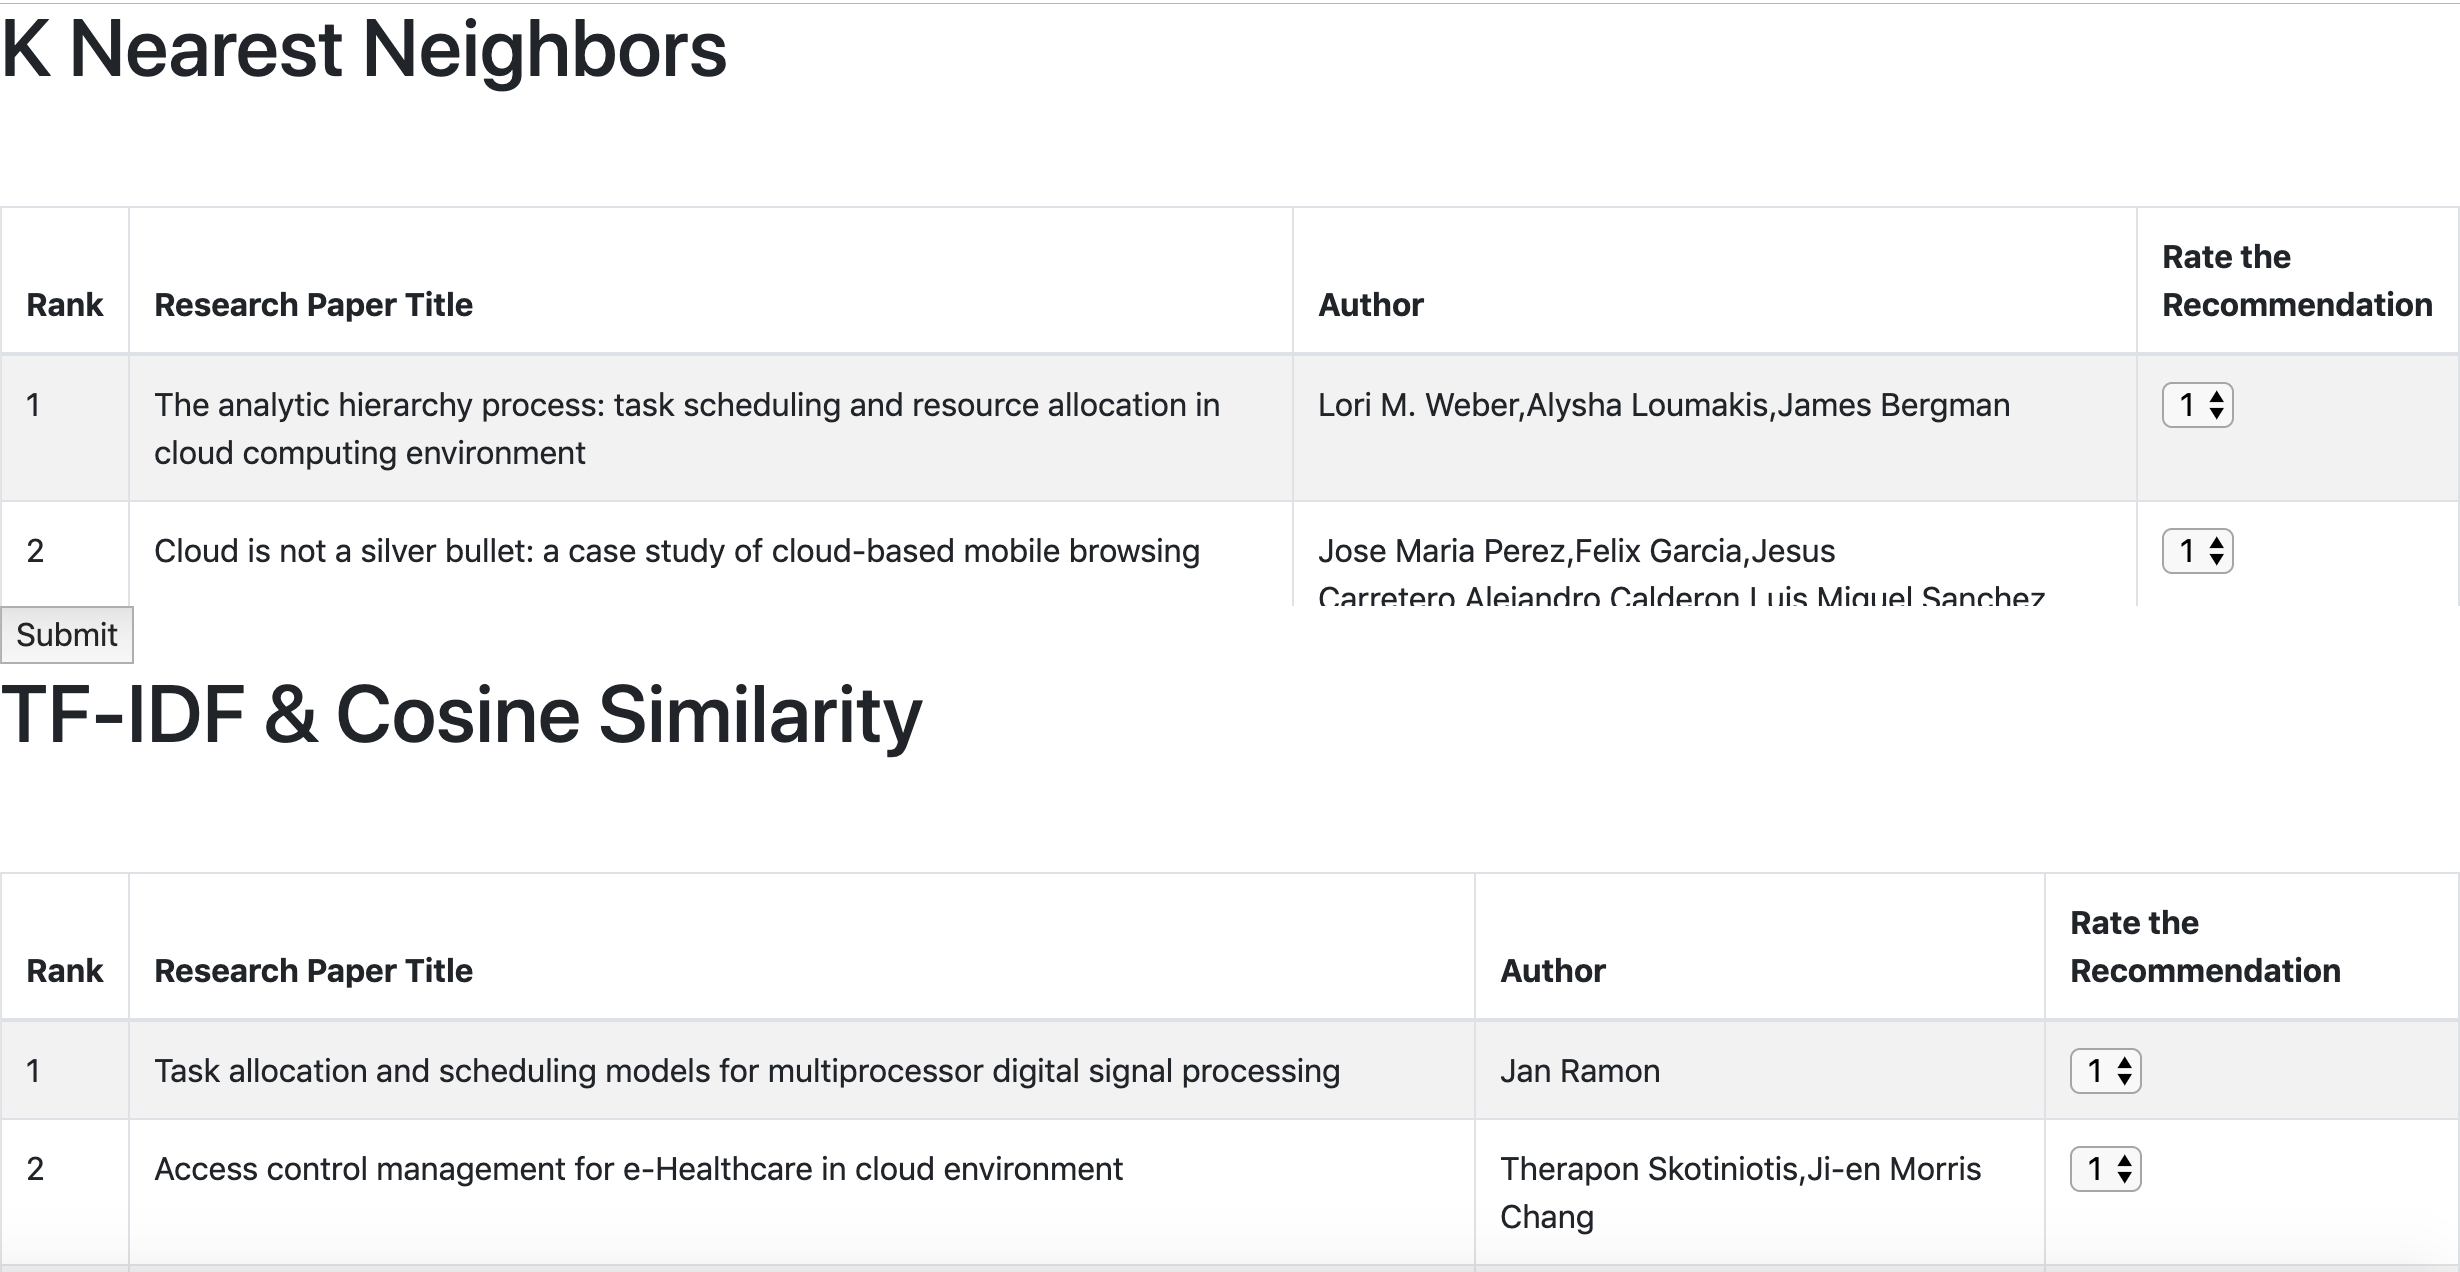 K Nearest Neighbors
Rank
Research Paper Title
Author
Rate the
Recommendation
1
The analytic hierarchy process: task scheduling and resource allocation in
cloud computing environment
Lori M. Weber,Alysha Loumakis,James Bergman
1
2
Cloud is not a silver bullet: a case study of cloud-based mobile browsing
Jose Maria Perez,Felix Garcia,Jesus
Carretero,Alejandro Calderon,Luis Miguel Sanchez
1
Submit
TF-IDF & Cosine Similarity
Rank
Research Paper Title
Author
Rate the
Recommendation
1
Task allocation and scheduling models for multiprocessor digital signal processing
Jan Ramon
1
2
Access control management for e-Healthcare in cloud environment
Therapon Skotiniotis,Ji-en Morris
Chang
1